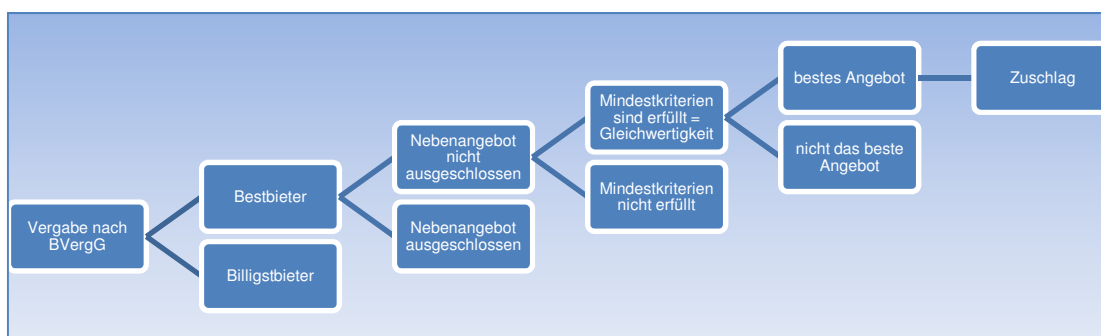 Vergabe nach
BVergG
Bestbieter
Billigstbieter
Nebenangebot
nicht
ausgeschlossen
Nebenangebot
ausgeschlossen
Mindestkriterien
sind erfüllt =
Gleichwertigkeit
Mindestkriterien
nicht erfüllt
bestes Angebot
nicht das beste
Angebot
Zuschlag